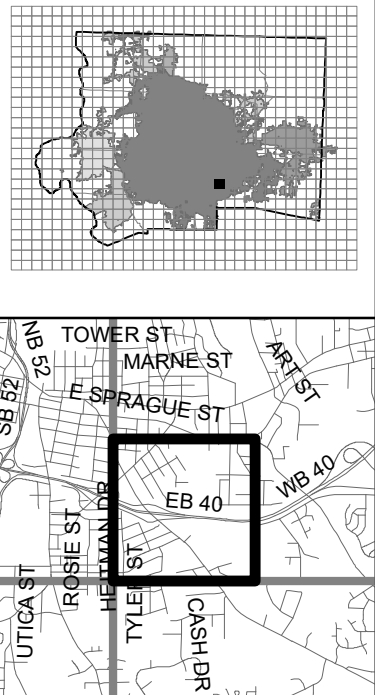 NB 52
TOWER ST
MARNE ST
ART ST
SB 52
E SPRAGUE ST
WB 40
EB 40
HEITMAN DR
ROSIE ST
TYLER ST
UTICA ST
CASH DR